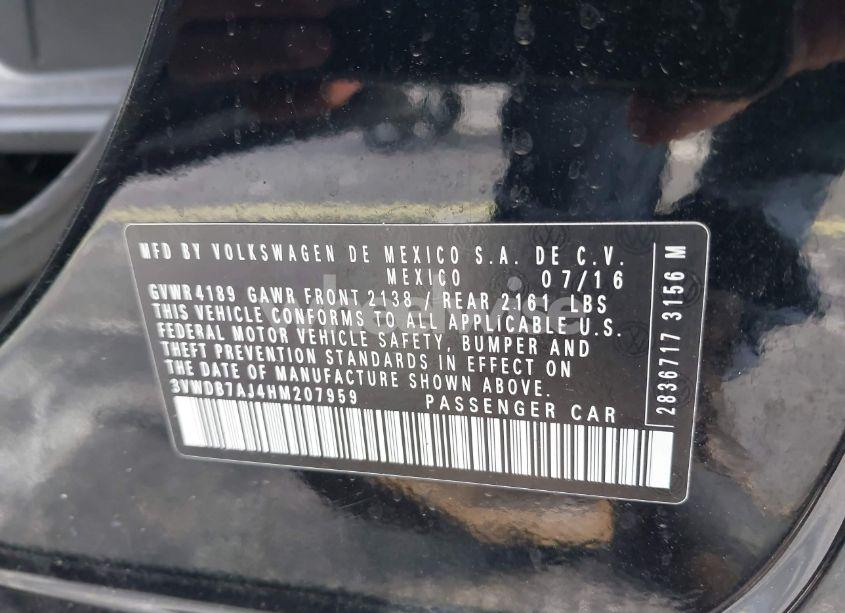 MFD BY VOLKSWAGEN DE MEXICO S.A. DE C.V.
MEXICO 07/16
GVWR 4189 GAWR FRONT 2138 / REAR 2161 LBS
THIS VEHICLE CONFORMS TO ALL APPLICABLE U.S.
FEDERAL MOTOR VEHICLE SAFETY, BUMPER AND
THEFT PREVENTION STANDARDS IN EFFECT ON
THE DATE OF MANUFACTURE SHOWN ABOVE.
3VWDB7AJ4HM207959 PASSENGER CAR
2836717 3156 M